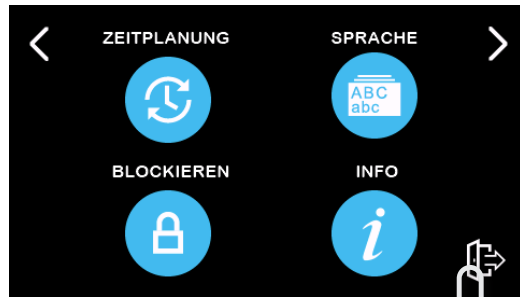 ZEITPLANUNG
SPRACHE
ABC
abc
BLOCKIEREN
INFO
i